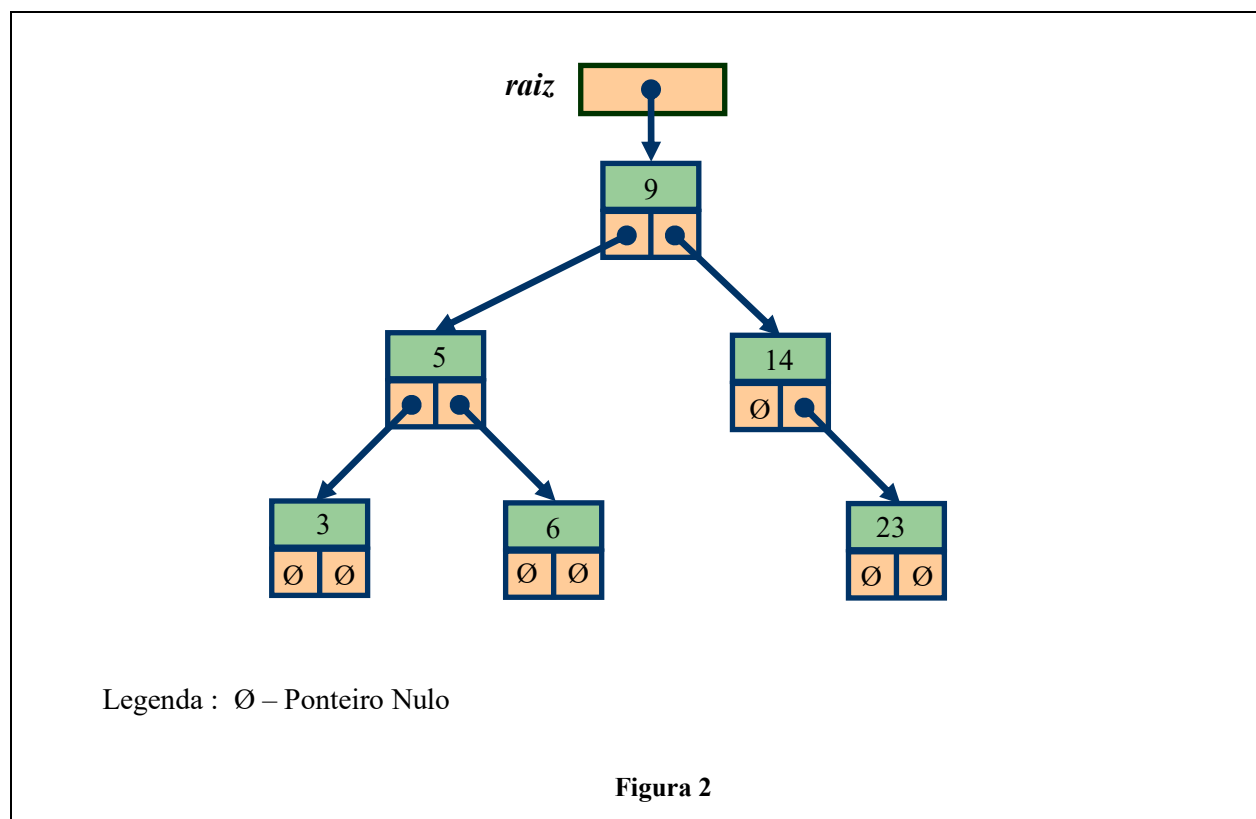 raiz
9
5
14
Ø
3
6
23
Ø Ø
Ø Ø
Ø Ø
Legenda : Ø – Ponteiro Nulo
Figura 2